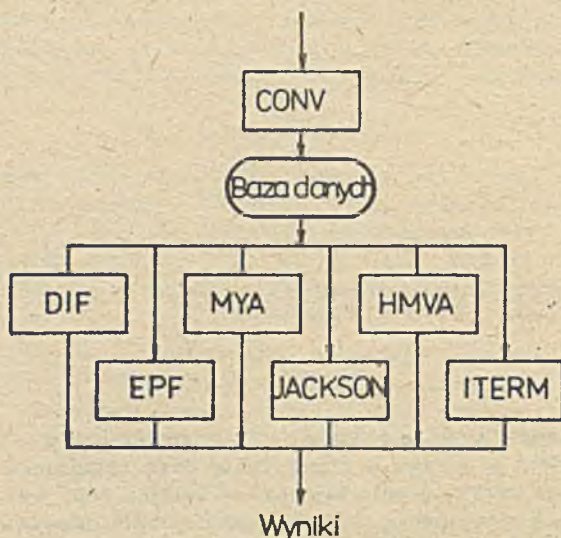 CONV
Baza danych
DIF
MYA
HMVA
EPF
JACKSON
ITERM
Wyniki